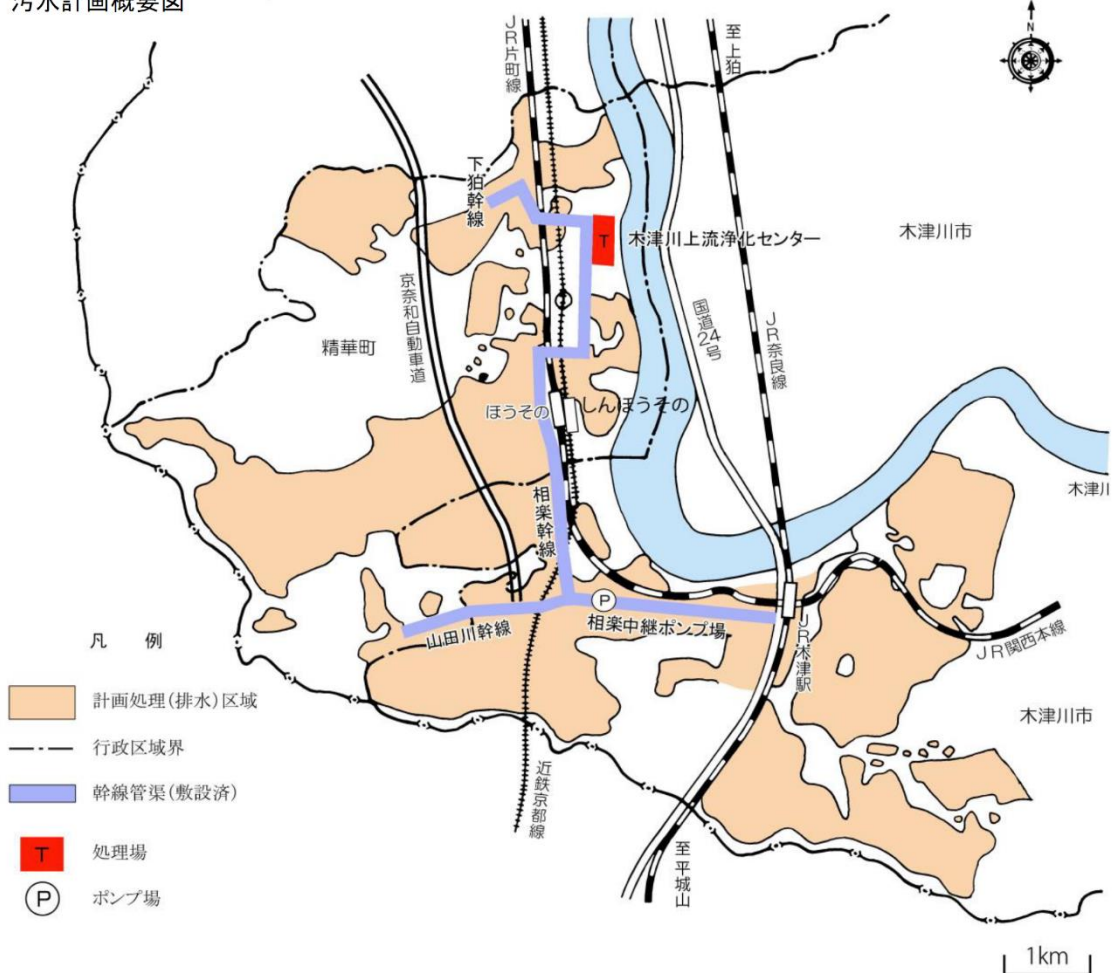 汚水計画概要図
N
JR片町線
至上狛
下狛幹線
T
木津川上流浄化センター
木津川市
京奈和自動車道
国道24号
JR奈良線
精華町
P
ほうその
しんほうその
木津川
相楽幹線
P
山田川幹線
相楽中継ポンプ場
JR木津駅
JR関西本線
木津川市
近鉄京都線
至平城山
凡 例
計画処理(排水)区域
行政区域界
幹線管渠(敷設済)
T 処理場
P ポンプ場
1km